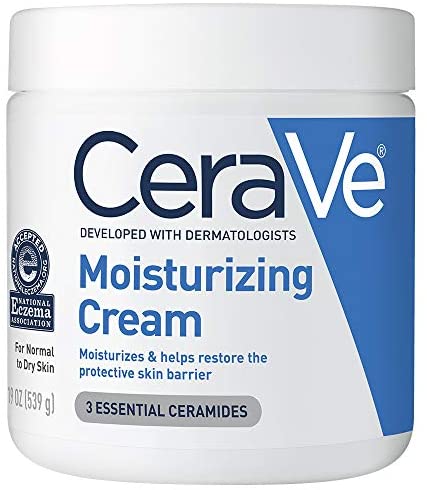 CeraVe®
DEVELOPED WITH DERMATOLOGISTS
Moisturizing
Cream
Moisturizes & helps restore the
protective skin barrier
3 ESSENTIAL CERAMIDES
ACCEPTED
NATIONAL
Eczema
ASSOCIATION
For Normal
to Dry Skin
OZ (539 g)